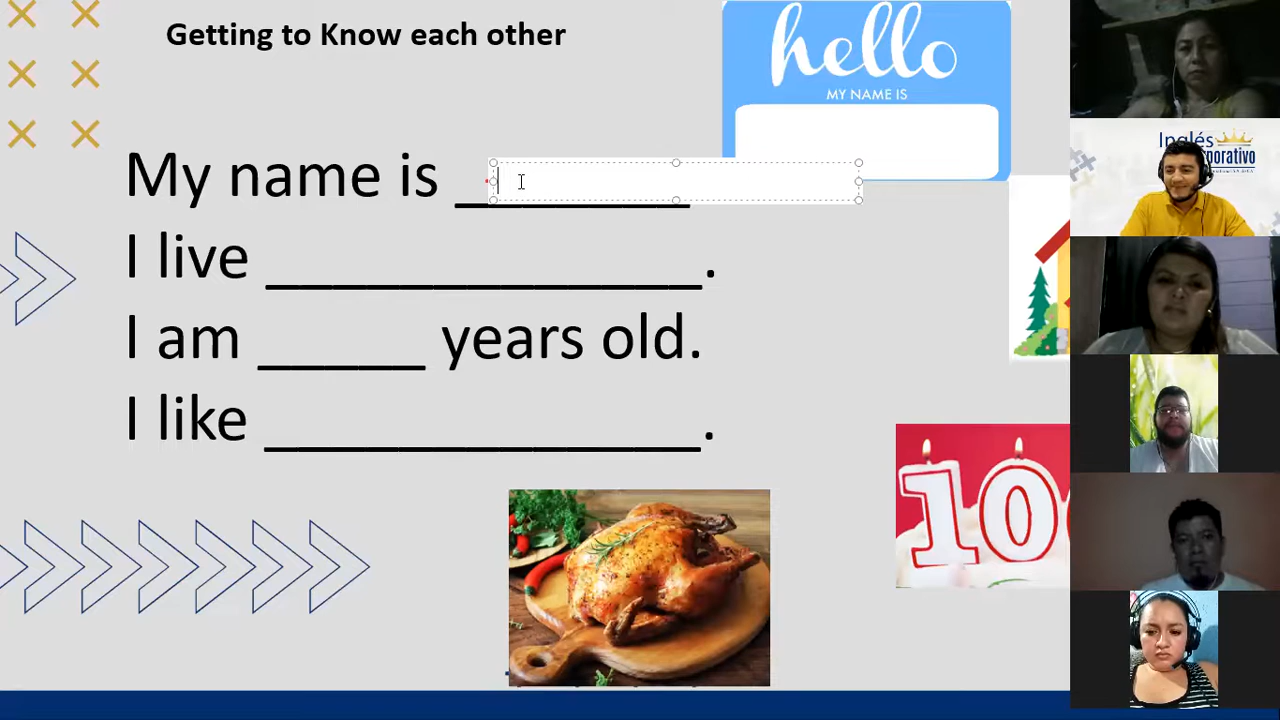 Getting to Know each other
hello
MY NAME IS
My name is ________
I live _____________.
I am _____ years old.
I like _____________.
10
Inglés
Corporativo